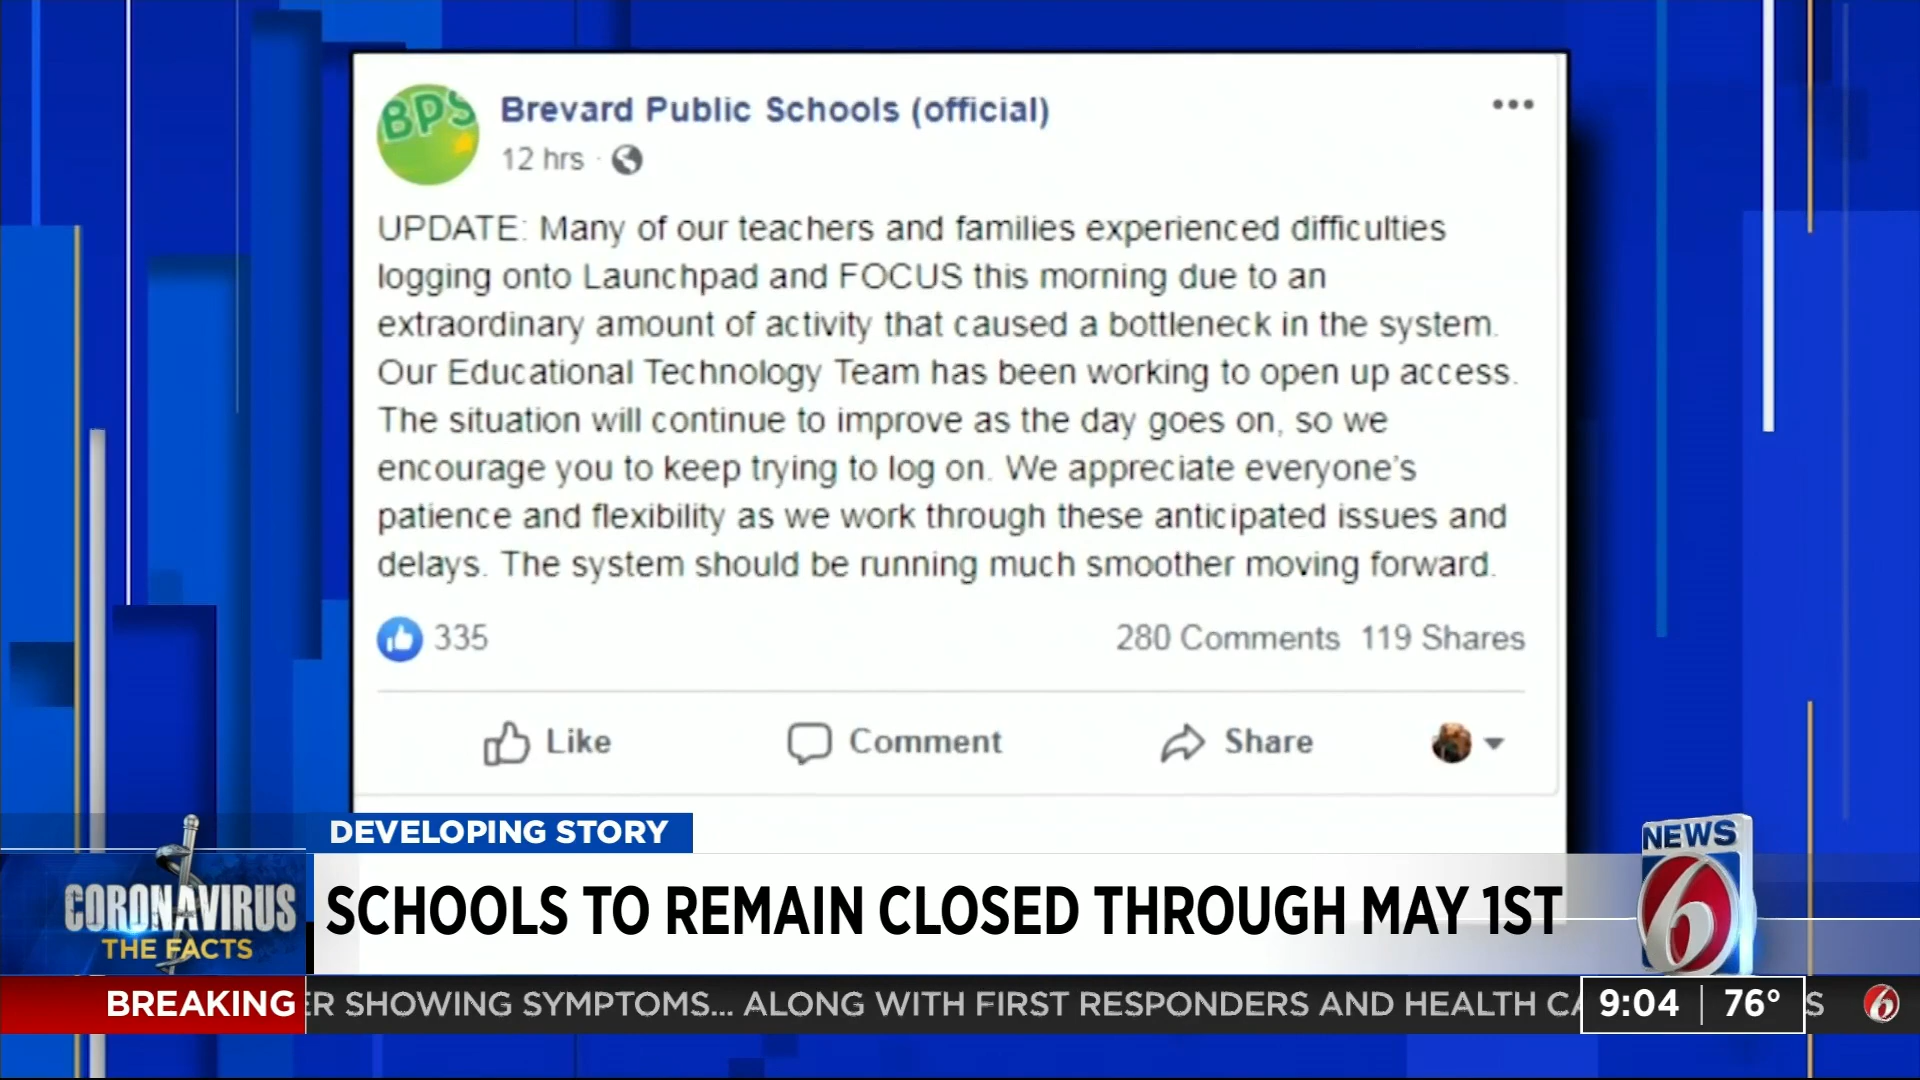 BPS
Brevard Public Schools (official)
12 hrs ·
UPDATE: Many of our teachers and families experienced difficulties
logging onto Launchpad and FOCUS this morning due to an
extraordinary amount of activity that caused a bottleneck in the system.
Our Educational Technology Team has been working to open up access.
The situation will continue to improve as the day goes on, so we
encourage you to keep trying to log on. We appreciate everyone's
patience and flexibility as we work through these anticipated issues and
delays. The system should be running much smoother moving forward.
335
280 Comments 119 Shares
Like Comment Share
DEVELOPING STORY
CORONAVIRUS
THE FACTS
SCHOOLS TO REMAIN CLOSED THROUGH MAY 1ST
NEWS
6
BREAKING
ER SHOWING SYMPTOMS... ALONG WITH FIRST RESPONDERS AND HEALTH CA
9:04 76°
S
6